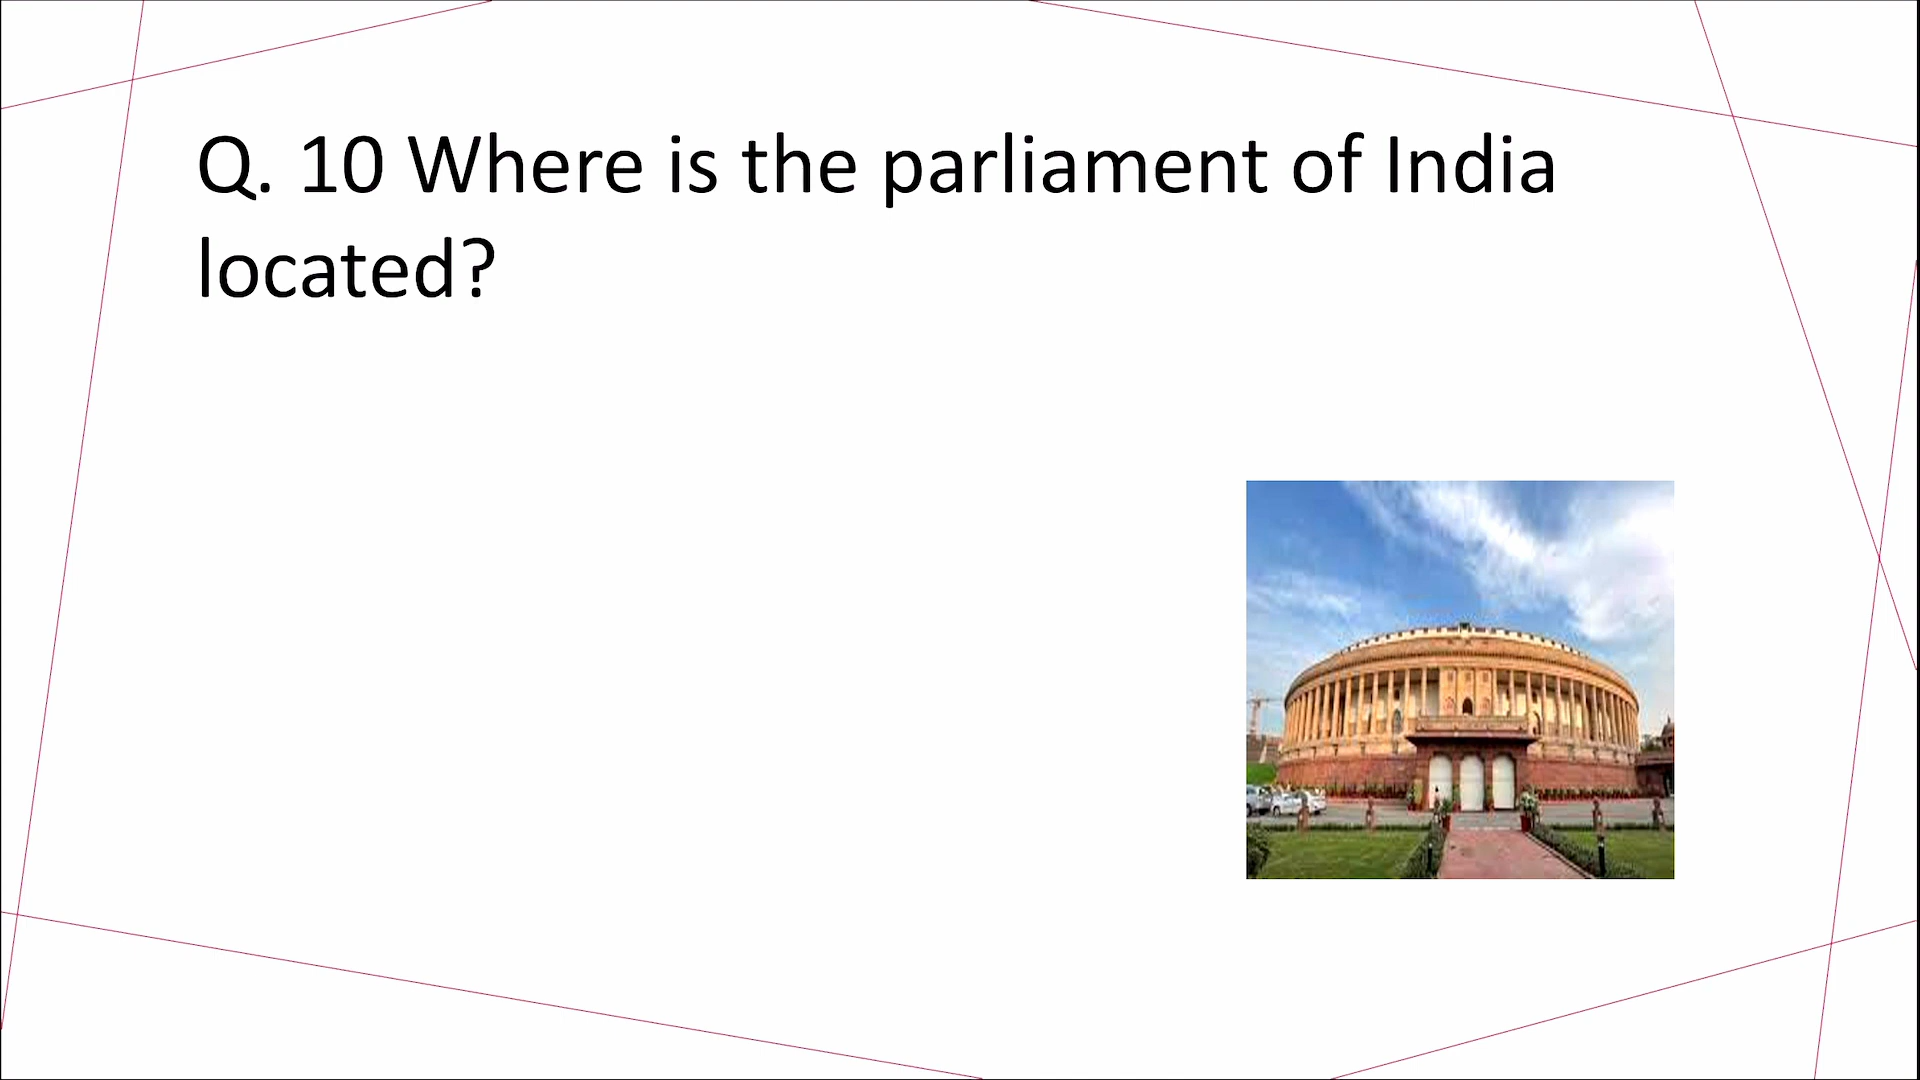 Q. 10 Where is the parliament of India
located?